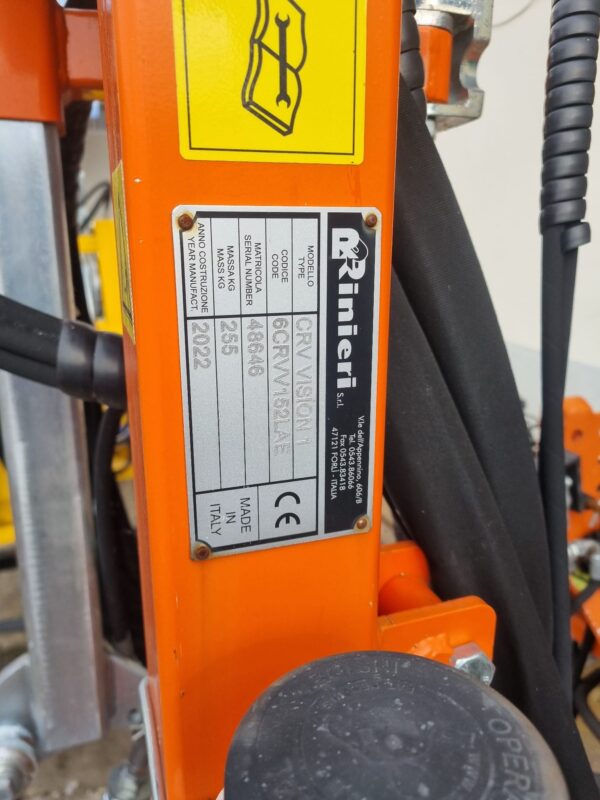 Rinieri S.r.l.
V.le dell'Appennino, 606/B
Tel. 0543.86066
Fax 0543.83418
47121 FORLÌ - ITALIA
MODELLO
TYPE
CRV VISION 1
CODICE
CODE
6CRVV152LAE
MATRICOLA
SERIAL NUMBER
48646
MASSA KG
MASS KG
255
ANNO COSTRUZIONE
YEAR MANUFACT.
2022
CE
MADE
IN
ITALY